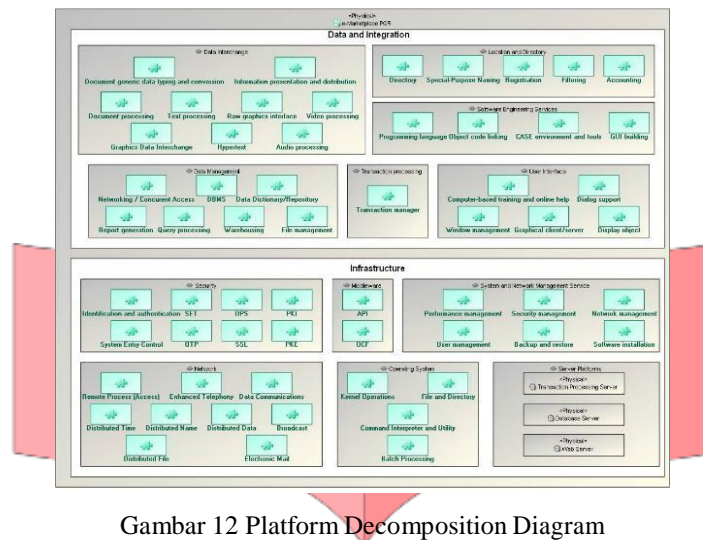 «Physical»
e-Marketplace PCR
Data and Integration
Data Interchange
Document generic data typing and conversion Information presentation and distribution
Document processing Text processing Raw graphics interface Video processing
Graphics Data Interchange Hypertext Audio processing
Location and Directory
Directory Special-Purpose Naming Registration Filtering Accounting
Software Engineering Services
Programming language Object code linking CASE environment and tools GUI building
Data Management
Networking / Concurent Access DBMS Data Dictionary/Repository
Report generation Query processing Warehousing File management
Transaction processing
Transaction manager
User Interface
Computer-based training and online help Dialog support
Window management Graphical client/server Display object
Infrastructure
Security
Identification and authentication SET UPS PKI
System Entry Control OTP SSL PKE
Middleware
API
DCF
System and Network Management Service
Performance management Security management Network management
User management Backup and restore Software installation
Network
Remote Process (Access) Enhanced Telephony Data Communications
Distributed Time Distributed Name Distributed Data Broadcast
Distributed File Electronic Mail
Operating System
Kernel Operations File and Directory
Command Interpreter and Utility
Batch Processing
Server Platforms
«Physical»
Transaction Processing Server
«Physical»
Database Server
«Physical»
Web Server
Gambar 12 Platform Decomposition Diagram